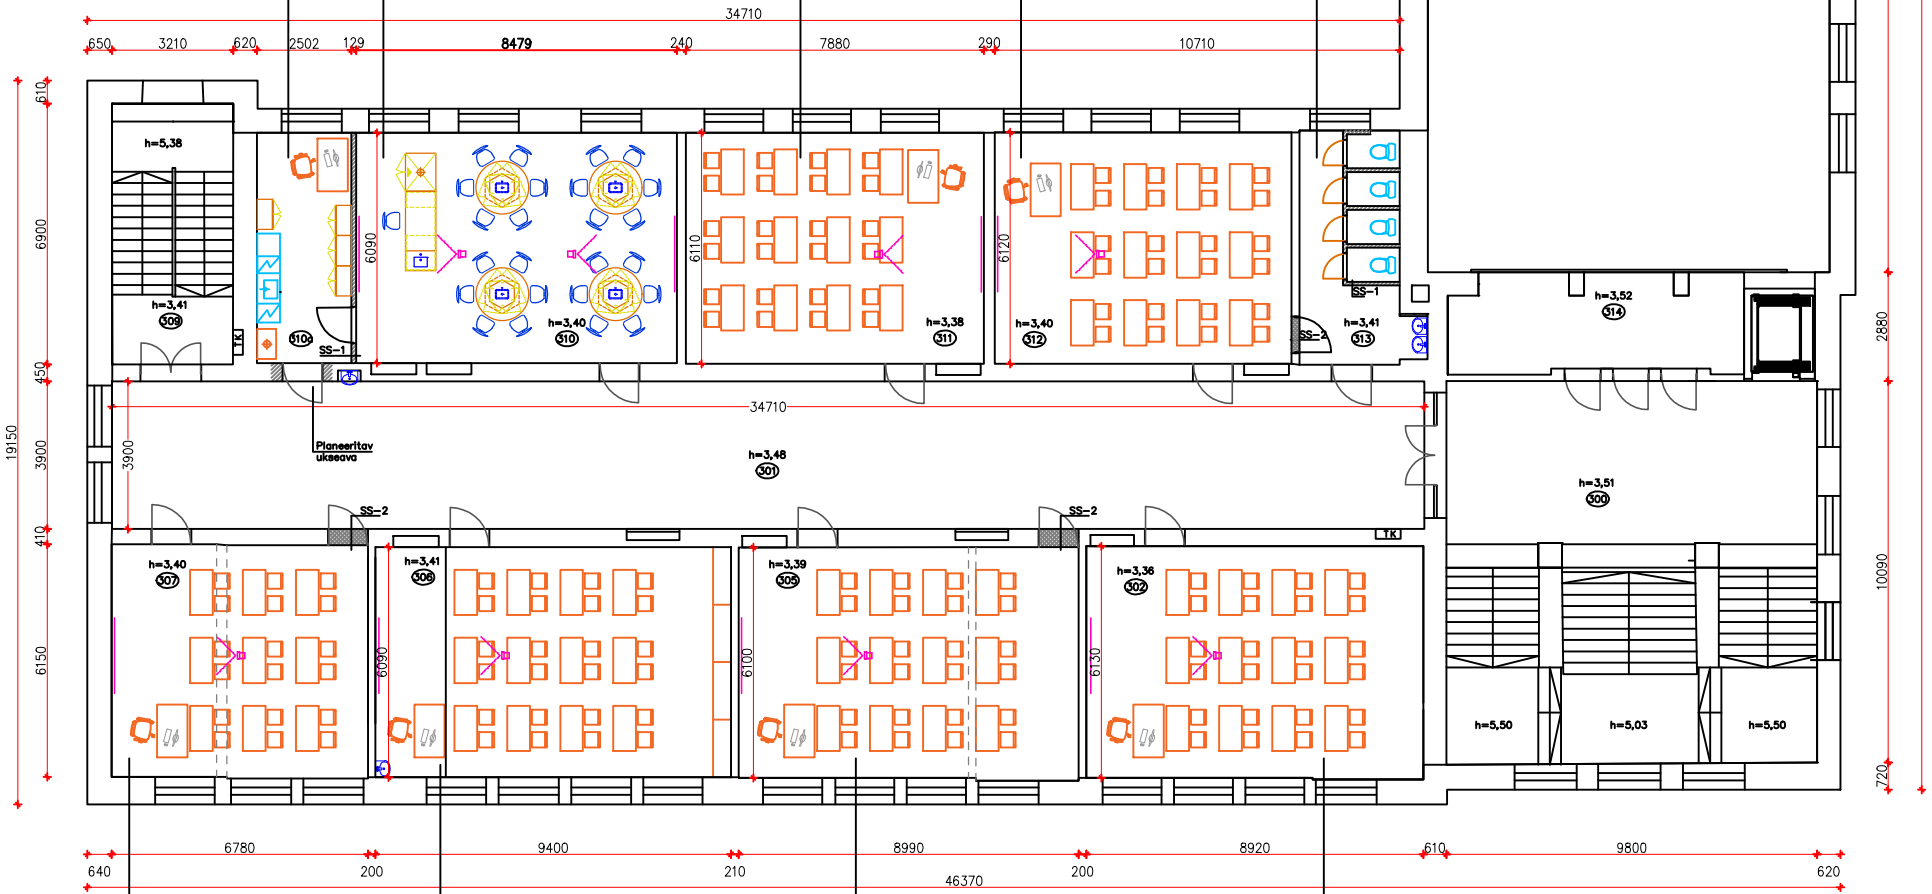 34710
650 3210 620 2502 129 8479 240 7880 290 10710
610
h=5,38
6900
6090
6110
6120
SS-1
h=3,41
309
TK
310a
SS-1
h=3,40
310
h=3,38
311
h=3,40
312
SS-2
h=3,41
313
h=3,52
314
2880
450
34710
19150
3900
3900
Planeeritav
ukseava
h=3,48
301
h=3,51
300
SS-2
SS-2
TK
410
h=3,40
307
h=3,41
306
h=3,39
305
h=3,36
302
10090
6150
6090
6100
6130
h=5,50
h=5,03
h=5,50
720
6780 9400 8990 8920 610 9800
640 200 210 200 620
46370